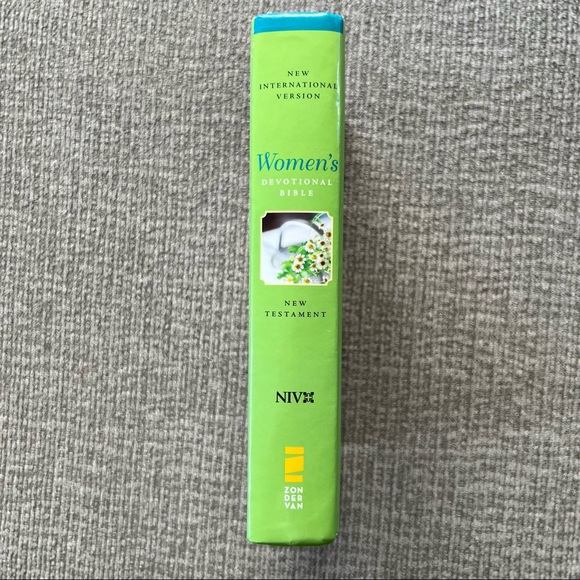 NEW
INTERNATIONAL
VERSION
Women's
DEVOTIONAL
BIBLE
NEW
TESTAMENT
NIV
ZON
DER
VAN